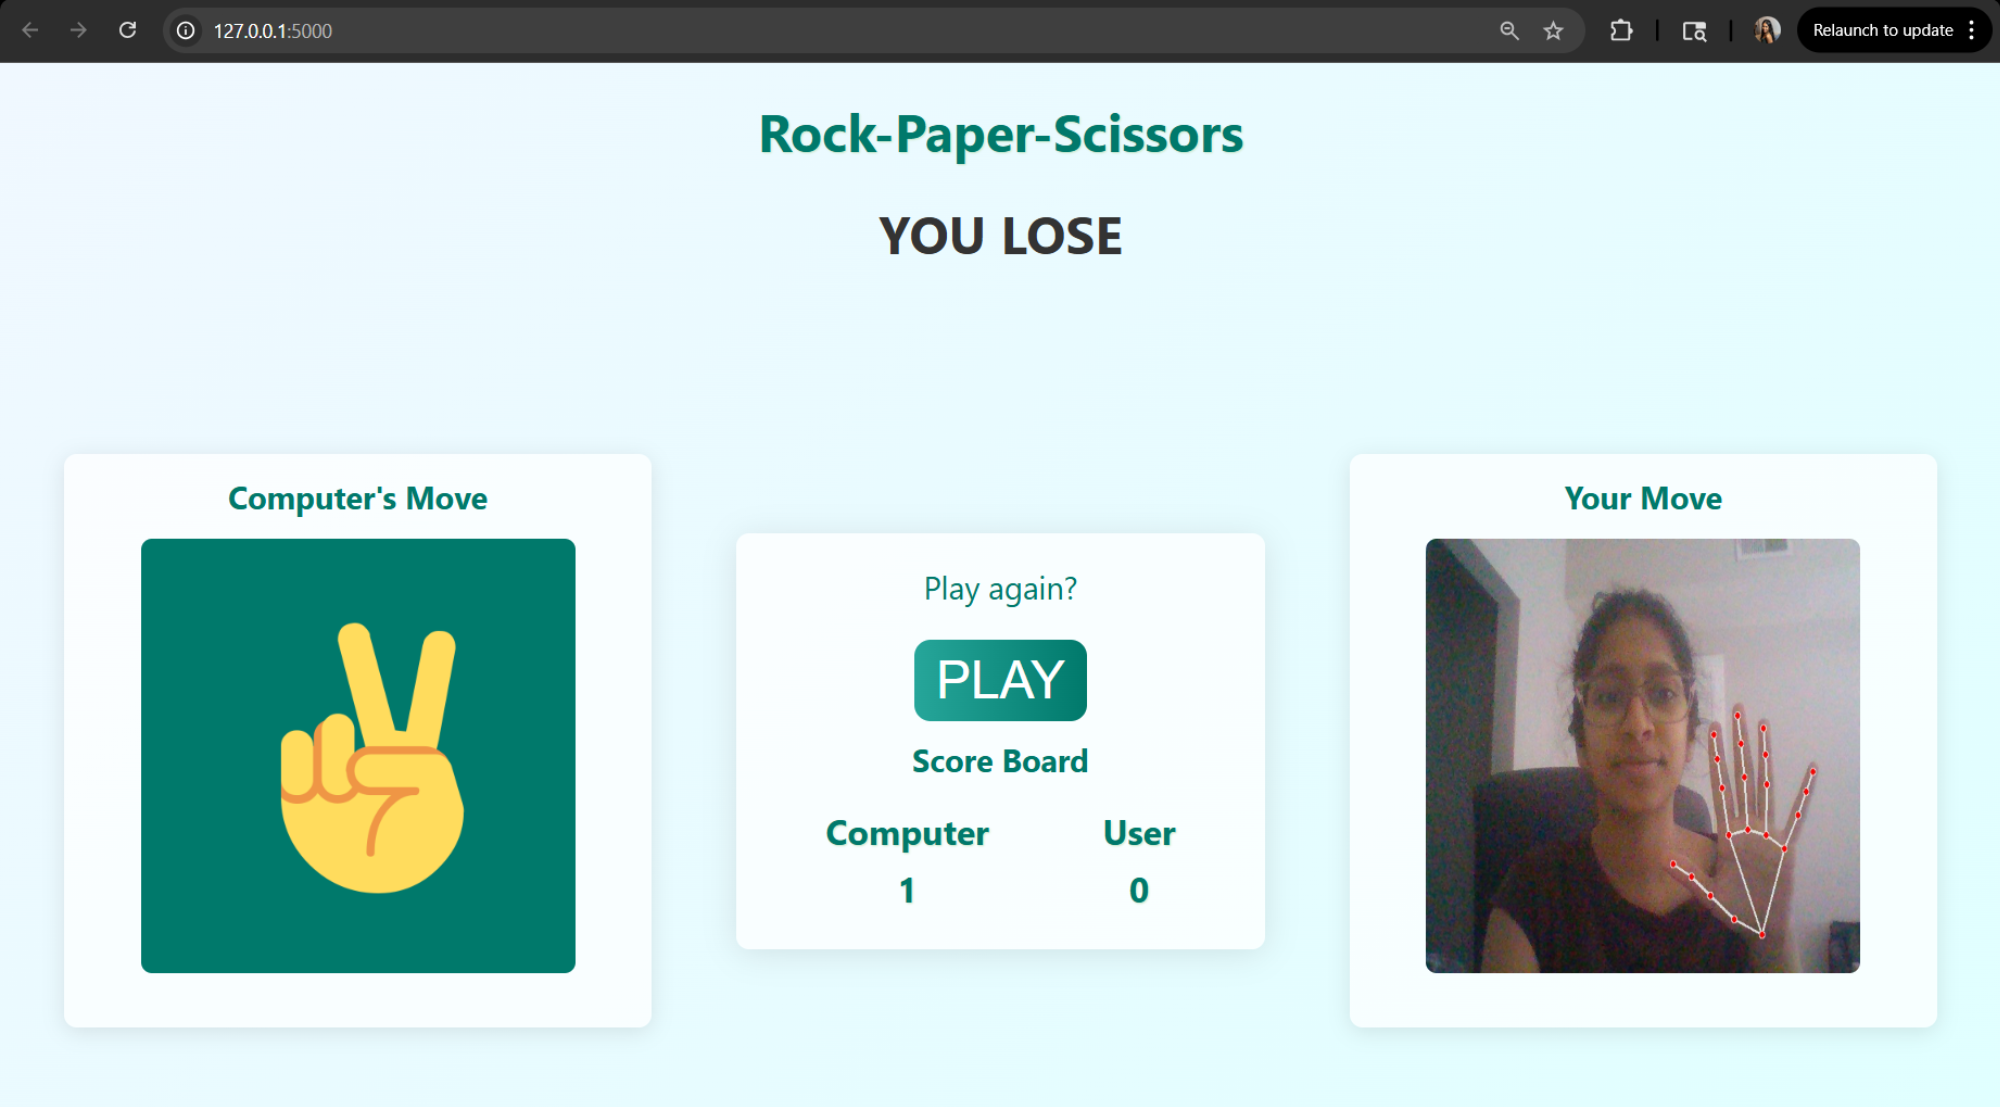 127.0.0.1:5000
Relaunch to update
Rock-Paper-Scissors
YOU LOSE
Computer's Move
Play again?
PLAY
Score Board
Computer User
1 0
Your Move